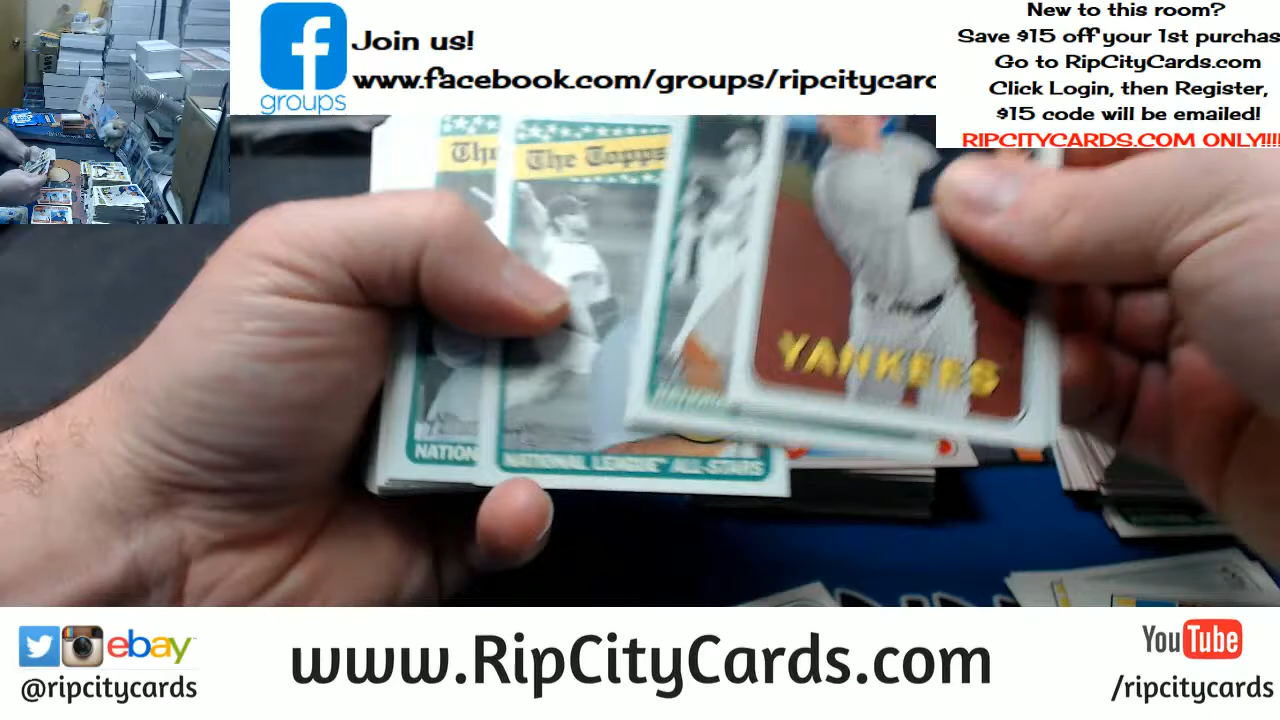 f
groups
Join us!
www.facebook.com/groups/ripcitycarc
New to this room?
Save $15 off your 1st purchas
Go to RipCityCards.com
Click Login, then Register,
$15 code will be emailed!
RIPCITYCARDS.COM ONLY!!!!
The
The Topps
YANKEES
NATION
NATIONAL LEAGUE ALL-STARS
ebay
@ripcitycards
www.RipCityCards.com
YouTube
/ripcitycards